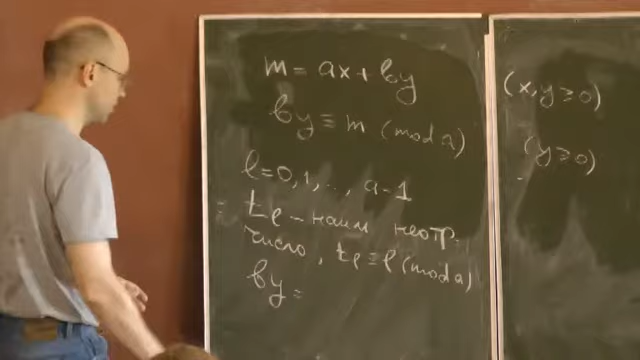 m = ax + by
(x, y ≥ 0)
by ≡ m (mod a)
(y ≥ 0)
l = 0, 1, ..., a-1
t_l - наим неотр.
число, t_l ≡ l (mod a)
by =